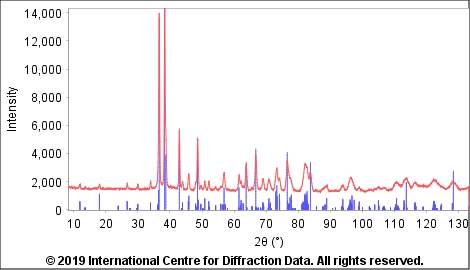 14,000
12,000
10,000
8,000
6,000
4,000
2,000
0
Intensity
10 20 30 40 50 60 70 80 90 100 110 120 130
2θ (°)
© 2019 International Centre for Diffraction Data. All rights reserved.